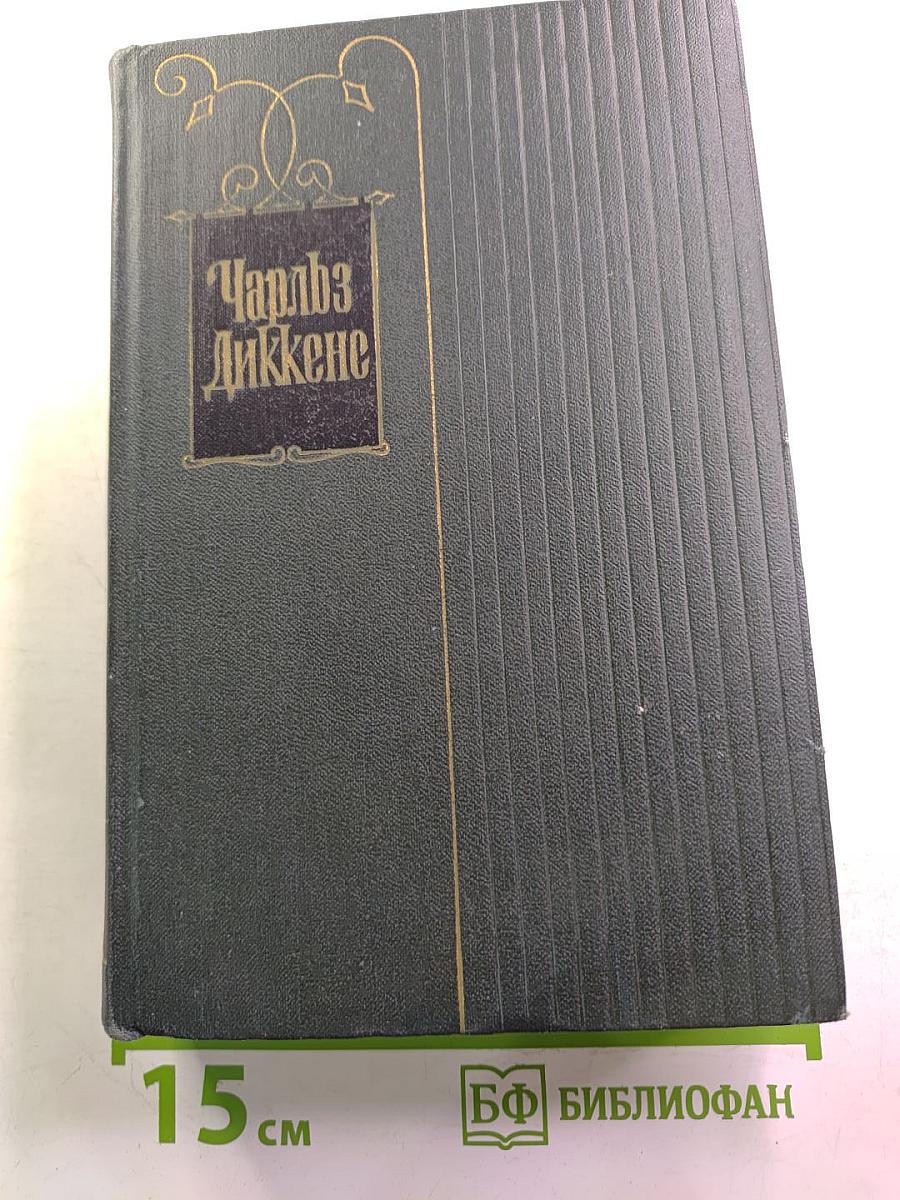 Чарльз
Диккенс
15 см
БФ БИБЛИОФАН